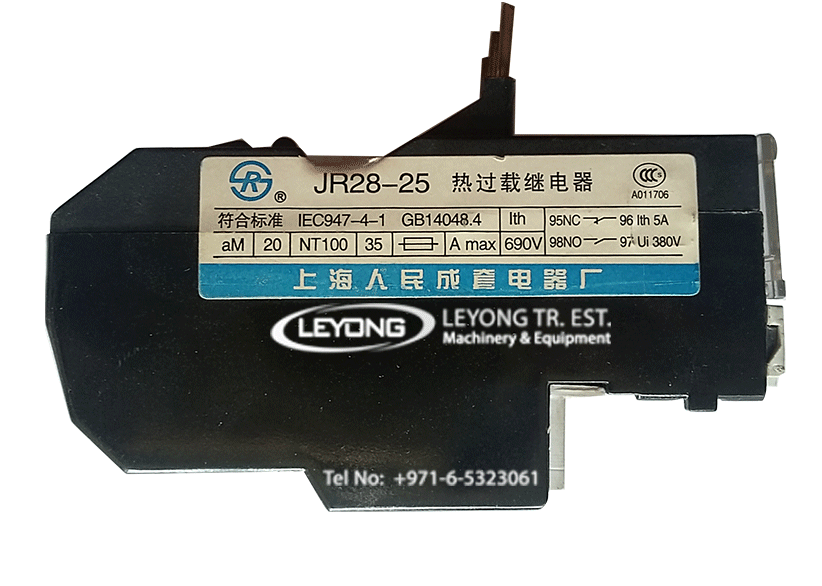 SR ® JR28-25 热过载继电器 CCC
A011706
符合标准 IEC947-4-1 GB14048.4 Ith 95NC 96 Ith 5A
aM 20 NT100 35 A max 690V 98NO 97 Ui 380V
上海人民成套电器厂
LEYONG LEYONG TR. EST.
Machinery & Equipment
Tel No: +971-6-5323061